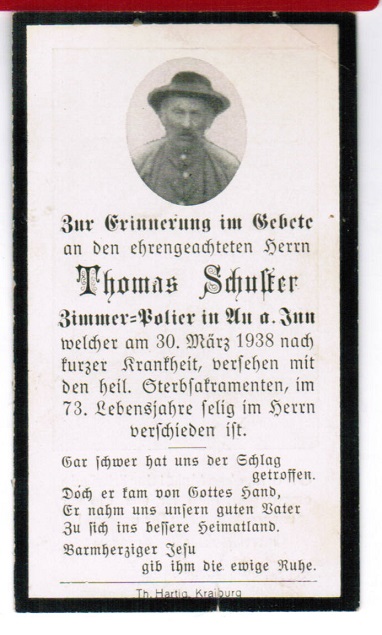 Zur Erinnerung im Gebete
an den ehrengeachteten Herrn
Thomas Schuster
Zimmer=Polier in Au a. Inn
welcher am 30. März 1938 nach
kurzer Krankheit, versehen mit
den heil. Sterbsakramenten, im
73. Lebensjahre selig im Herrn
verschieden ist.
Gar schwer hat uns der Schlag
getroffen.
Doch er kam von Gottes Hand,
Er nahm uns unsern guten Vater
Zu sich ins bessere Heimatland.
Barmherziger Jesu
gib ihm die ewige Ruhe.
Th. Hartig, Kraiburg